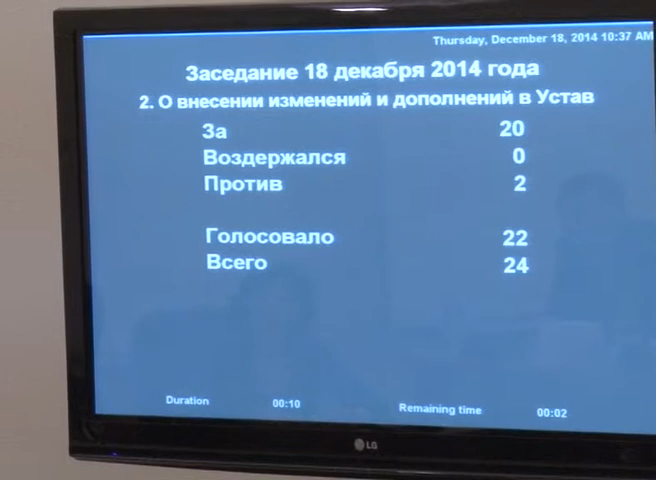 Thursday, December 18, 2014 10:37 AM
Заседание 18 декабря 2014 года
2. О внесении изменений и дополнений в Устав
За 20
Воздержался 0
Против 2
Голосовало 22
Всего 24
Duration 00:10 Remaining time 00:02
LG